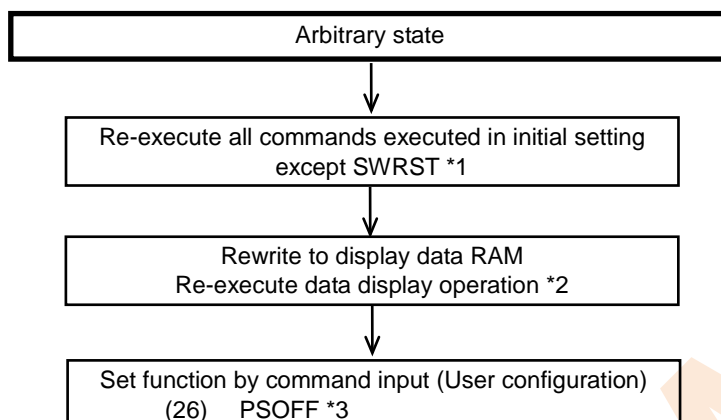 Arbitrary state
Re-execute all commands executed in initial setting
except SWRST *1
Rewrite to display data RAM
Re-execute data display operation *2
Set function by command input (User configuration)
(26) PSOFF *3